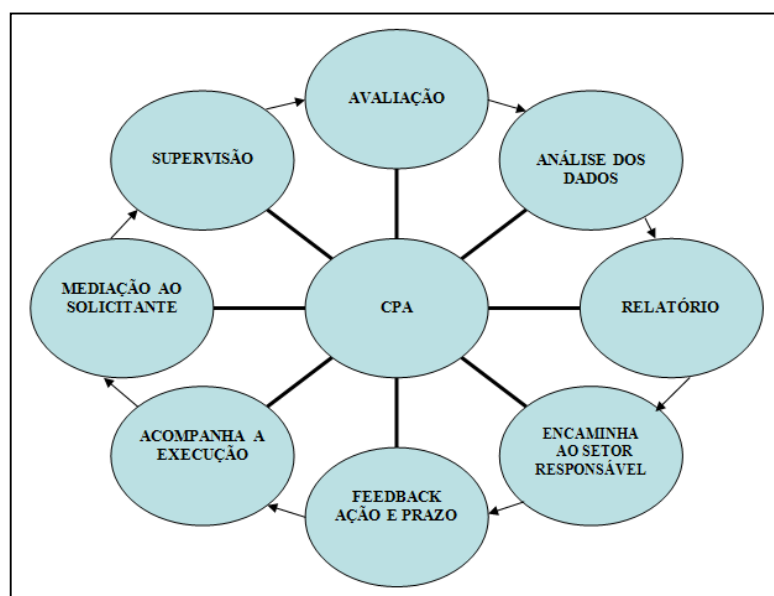 AVALIAÇÃO
ANÁLISE DOS
DADOS
RELATÓRIO
ENCAMINHA
AO SETOR
RESPONSÁVEL
FEEDBACK
AÇÃO E PRAZO
ACOMPANHA A
EXECUÇÃO
MEDIAÇÃO AO
SOLICITANTE
SUPERVISÃO
CPA